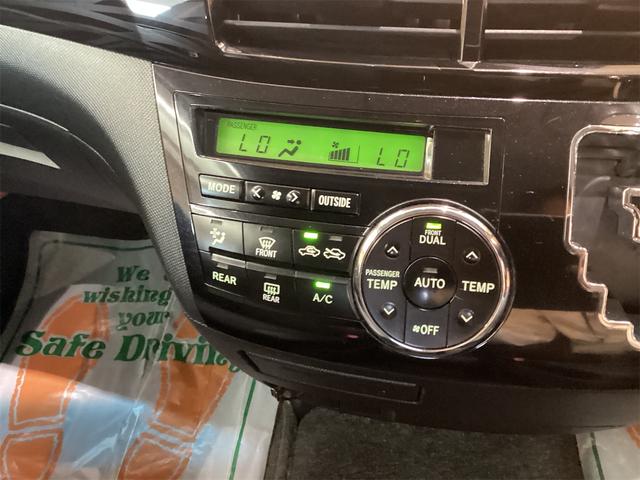 PASSENGER
LO LO
MODE
OUTSIDE
FRONT
DUAL
FRONT
REAR
REAR
A/C
PASSENGER
TEMP
AUTO
TEMP
OFF
We
wishing
your
Safe Driving